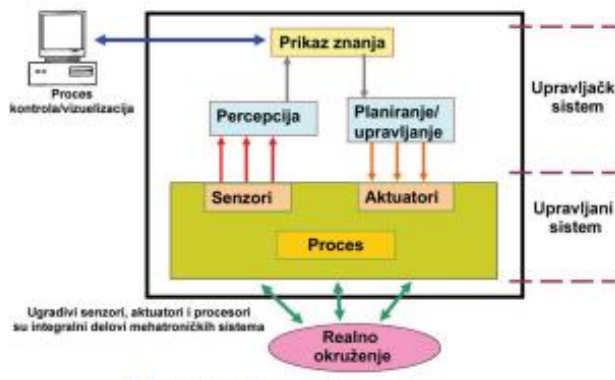 Prikaz znanja
Proces
kontrola/vizuelizacija
Percepcija
Planiranje/
upravljanje
Upravljačk
sistem
Senzori
Aktuatori
Upravljani
sistem
Proces
Ugradivi senzori, aktuatori i procesori
su integralni delovi mehatroničkih sistema
Realno
okruženje